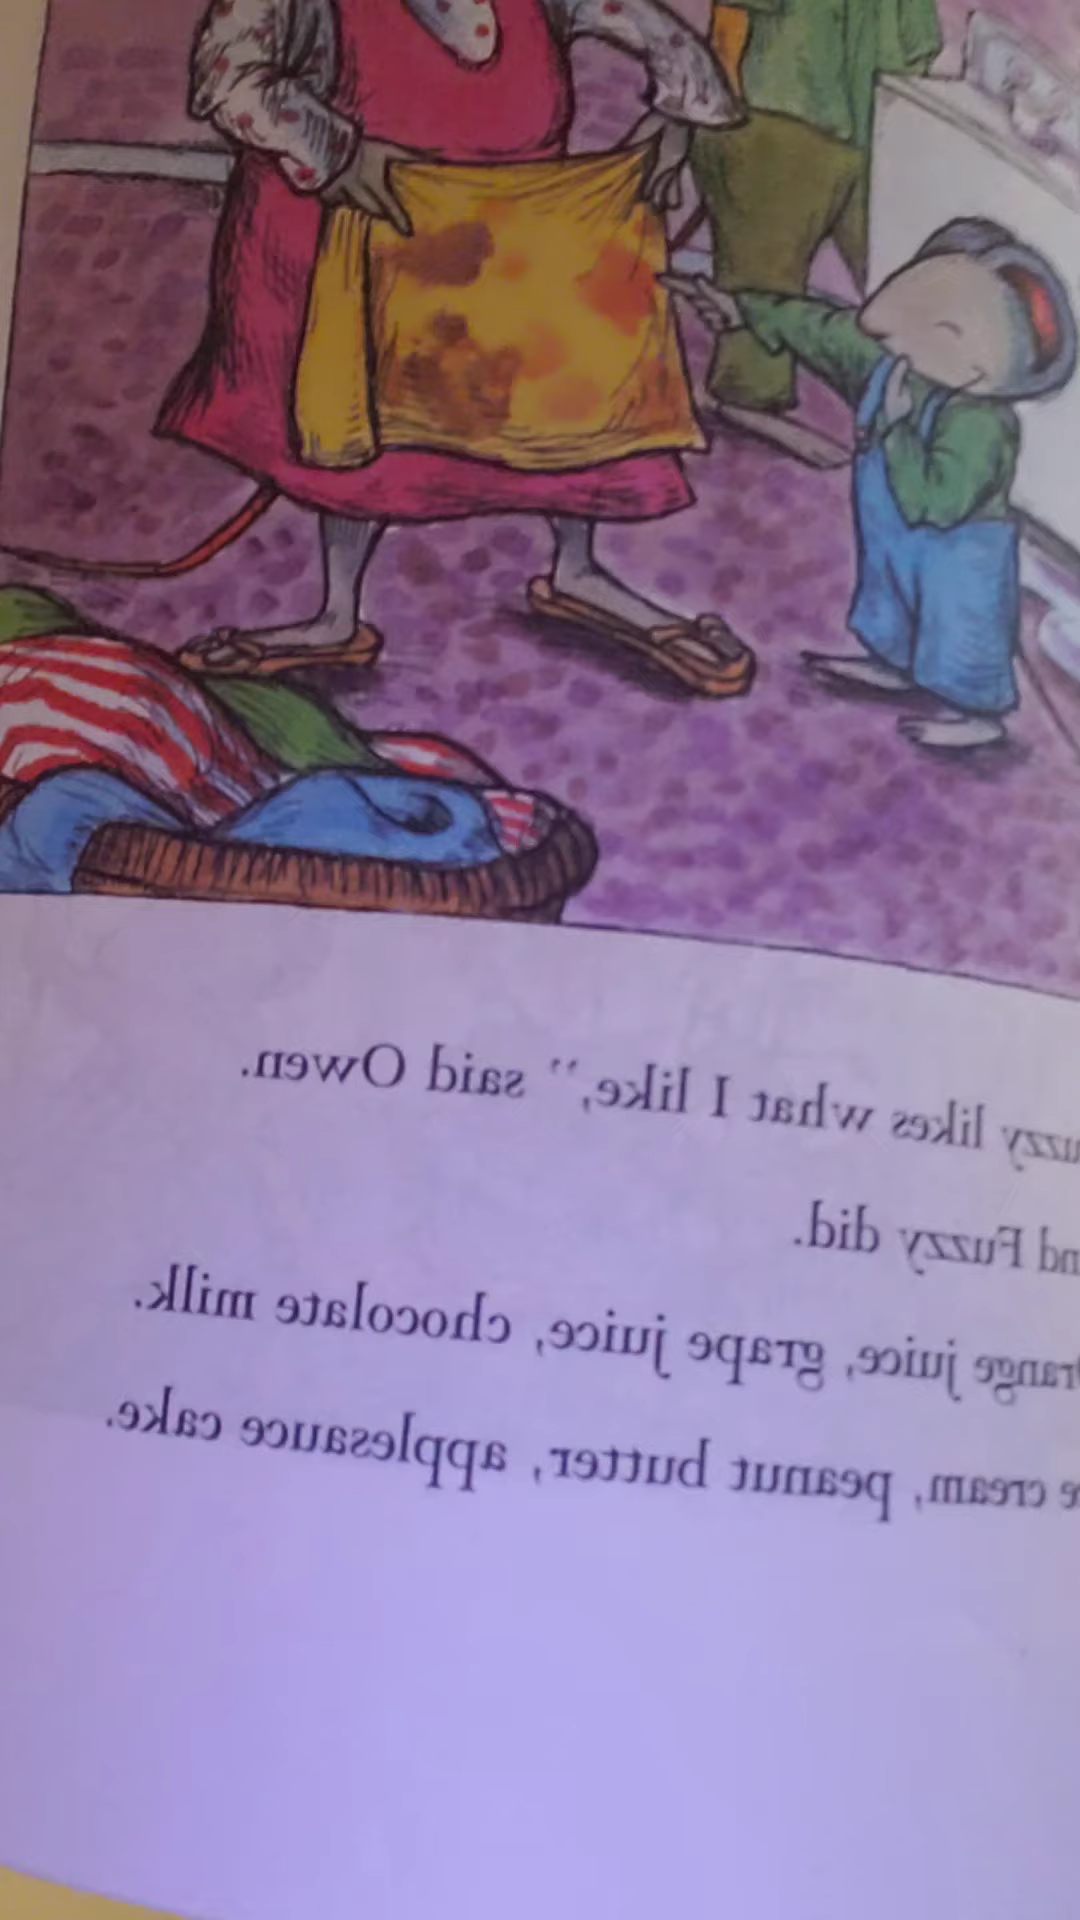 uzzy likes what I like," said Owen.
nd Fuzzy did.
range juice, grape juice, chocolate milk.
e cream, peanut butter, applesauce cake.